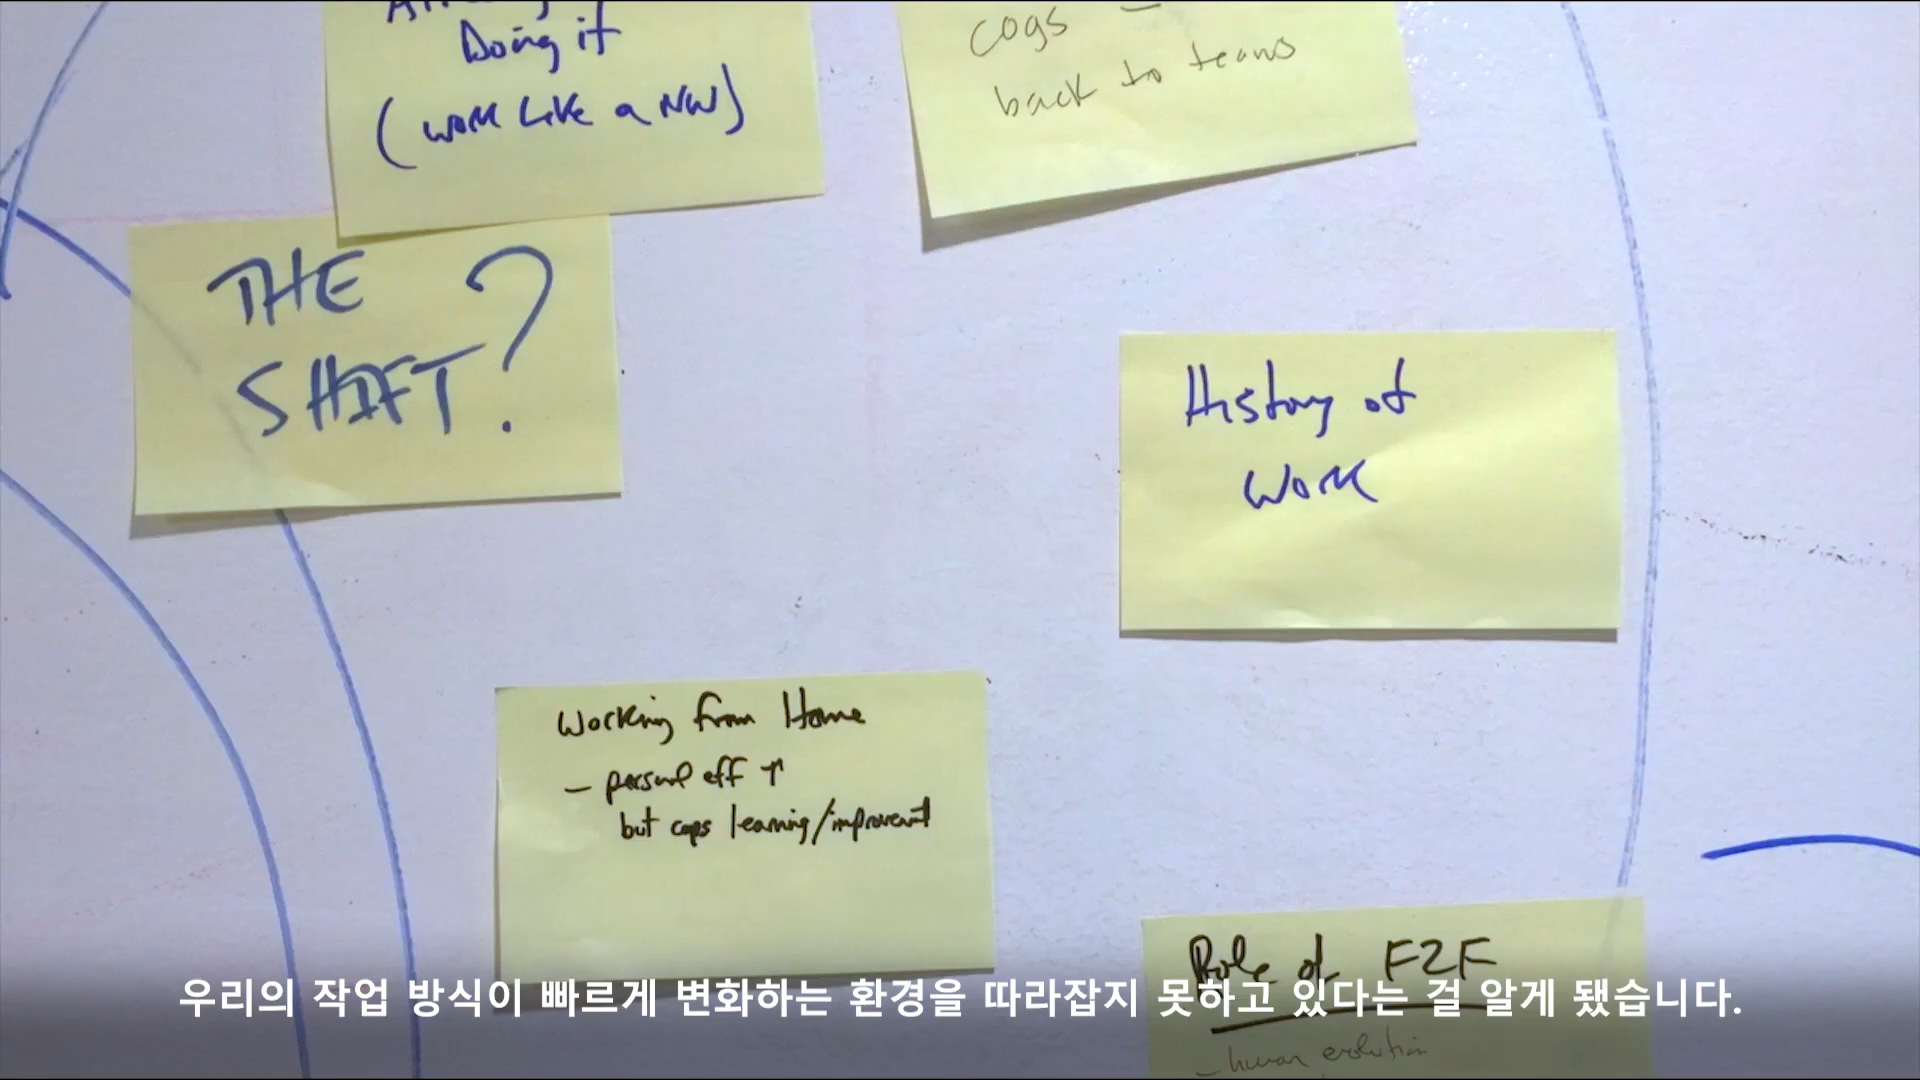 Doing it
(work like a NW)
cogs –
back to teams
THE
SHIFT?
History of
Work
Working from Home
– personal eff ↑
but caps learning/improvement
Role of F2F
– human evolution
우리의 작업 방식이 빠르게 변화하는 환경을 따라잡지 못하고 있다는 걸 알게 됐습니다.